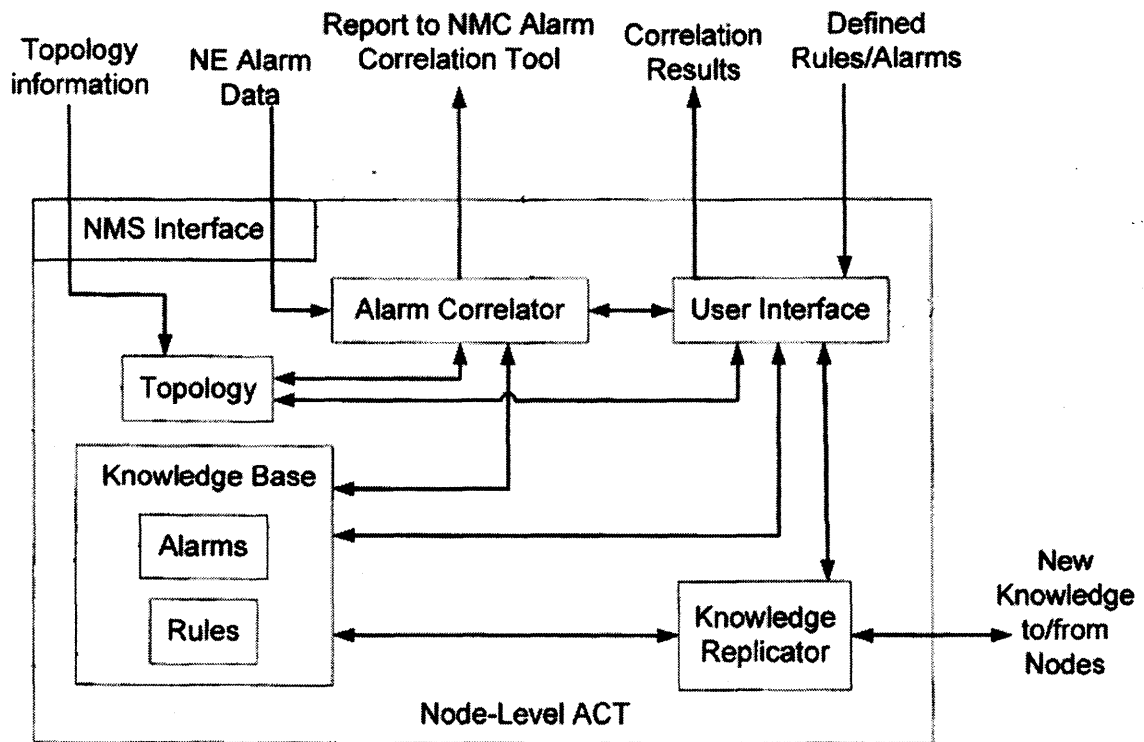 Topology
information
NE Alarm
Data
Report to NMC Alarm
Correlation Tool
Correlation
Results
Defined
Rules/Alarms
NMS Interface
Alarm Correlator
User Interface
Topology
Knowledge Base
Alarms
Rules
Knowledge
Replicator
New
Knowledge
to/from
Nodes
Node-Level ACT